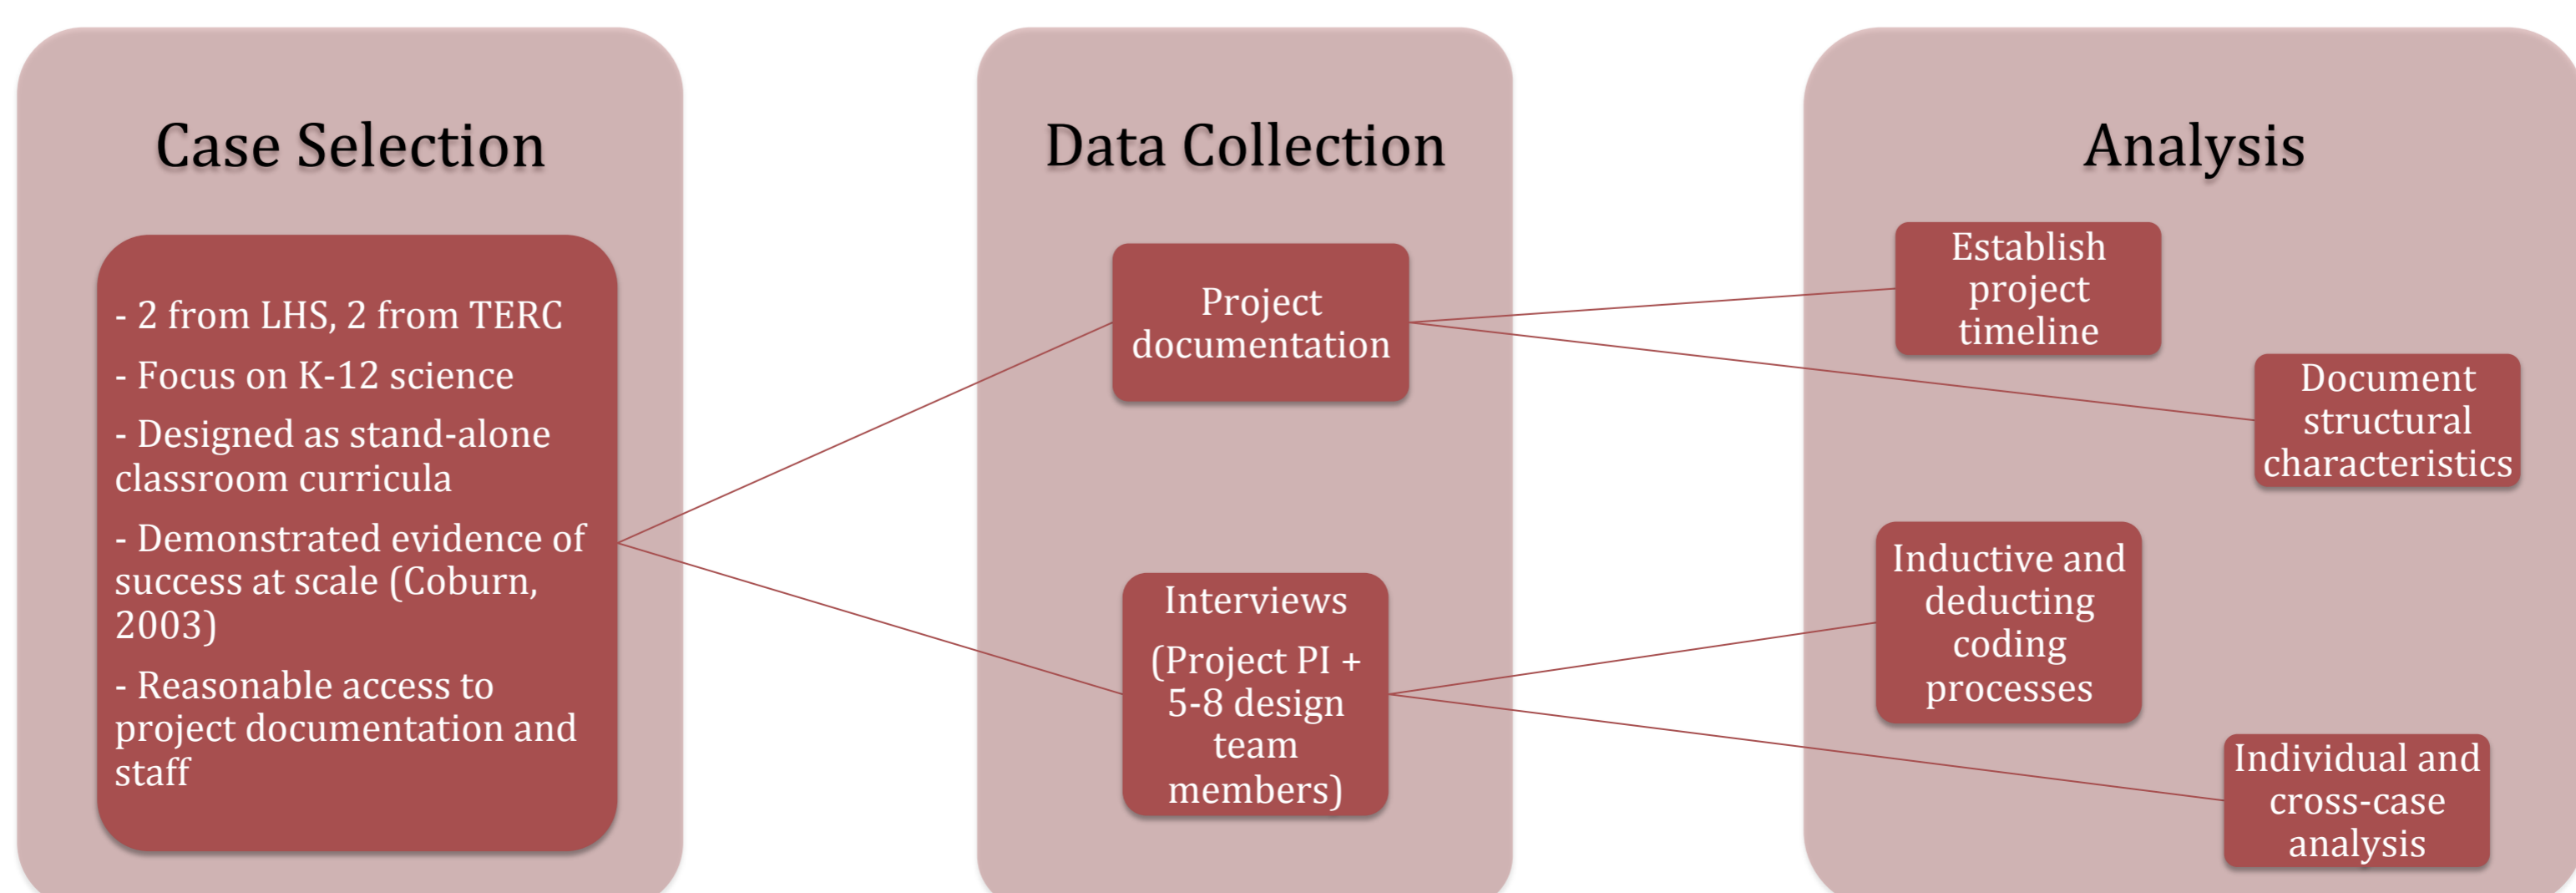 Case Selection
- 2 from LHS, 2 from TERC
- Focus on K-12 science
- Designed as stand-alone
classroom curricula
- Demonstrated evidence of
success at scale (Coburn,
2003)
- Reasonable access to
project documentation and
staff
Data Collection
Project
documentation
Interviews
(Project PI +
5-8 design
team
members)
Analysis
Establish
project
timeline
Document
structural
characteristics
Inductive and
deducting
coding
processes
Individual and
cross-case
analysis